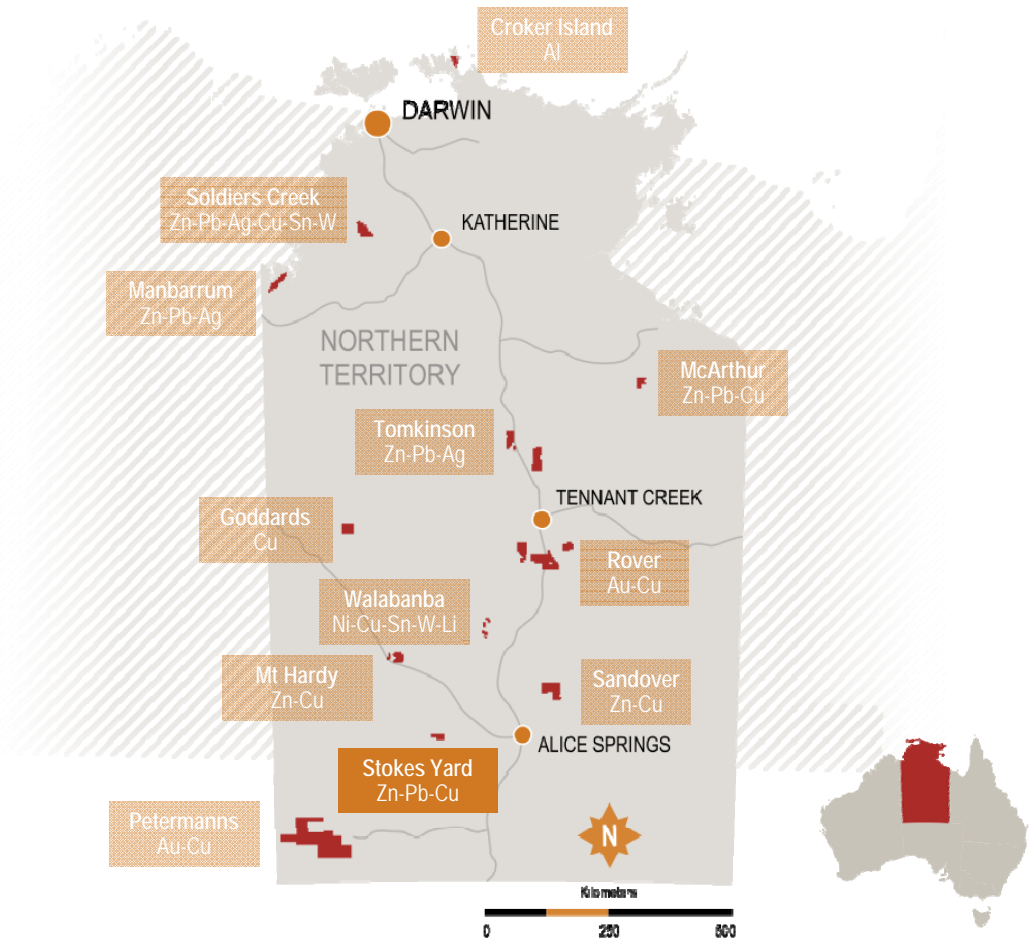 Croker Island
Al
DARWIN
Soldiers Creek
Zn-Pb-Ag-Cu-Sn-W
KATHERINE
Manbarrum
Zn-Pb-Ag
NORTHERN
TERRITORY
McArthur
Zn-Pb-Cu
Tomkinson
Zn-Pb-Ag
TENNANT CREEK
Goddards
Cu
Rover
Au-Cu
Walabanba
Ni-Cu-Sn-W-Li
Mt Hardy
Zn-Cu
Sandover
Zn-Cu
ALICE SPRINGS
Stokes Yard
Zn-Pb-Cu
Petermanns
Au-Cu
N
Kilometers
0 250 500